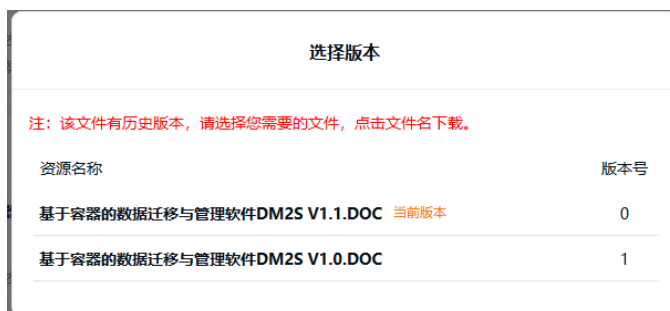 选择版本
注：该文件有历史版本，请选择您需要的文件，点击文件名下载。
资源名称 版本号
基于容器的数据迁移与管理软件DM2S V1.1.DOC 当前版本 0
基于容器的数据迁移与管理软件DM2S V1.0.DOC 1